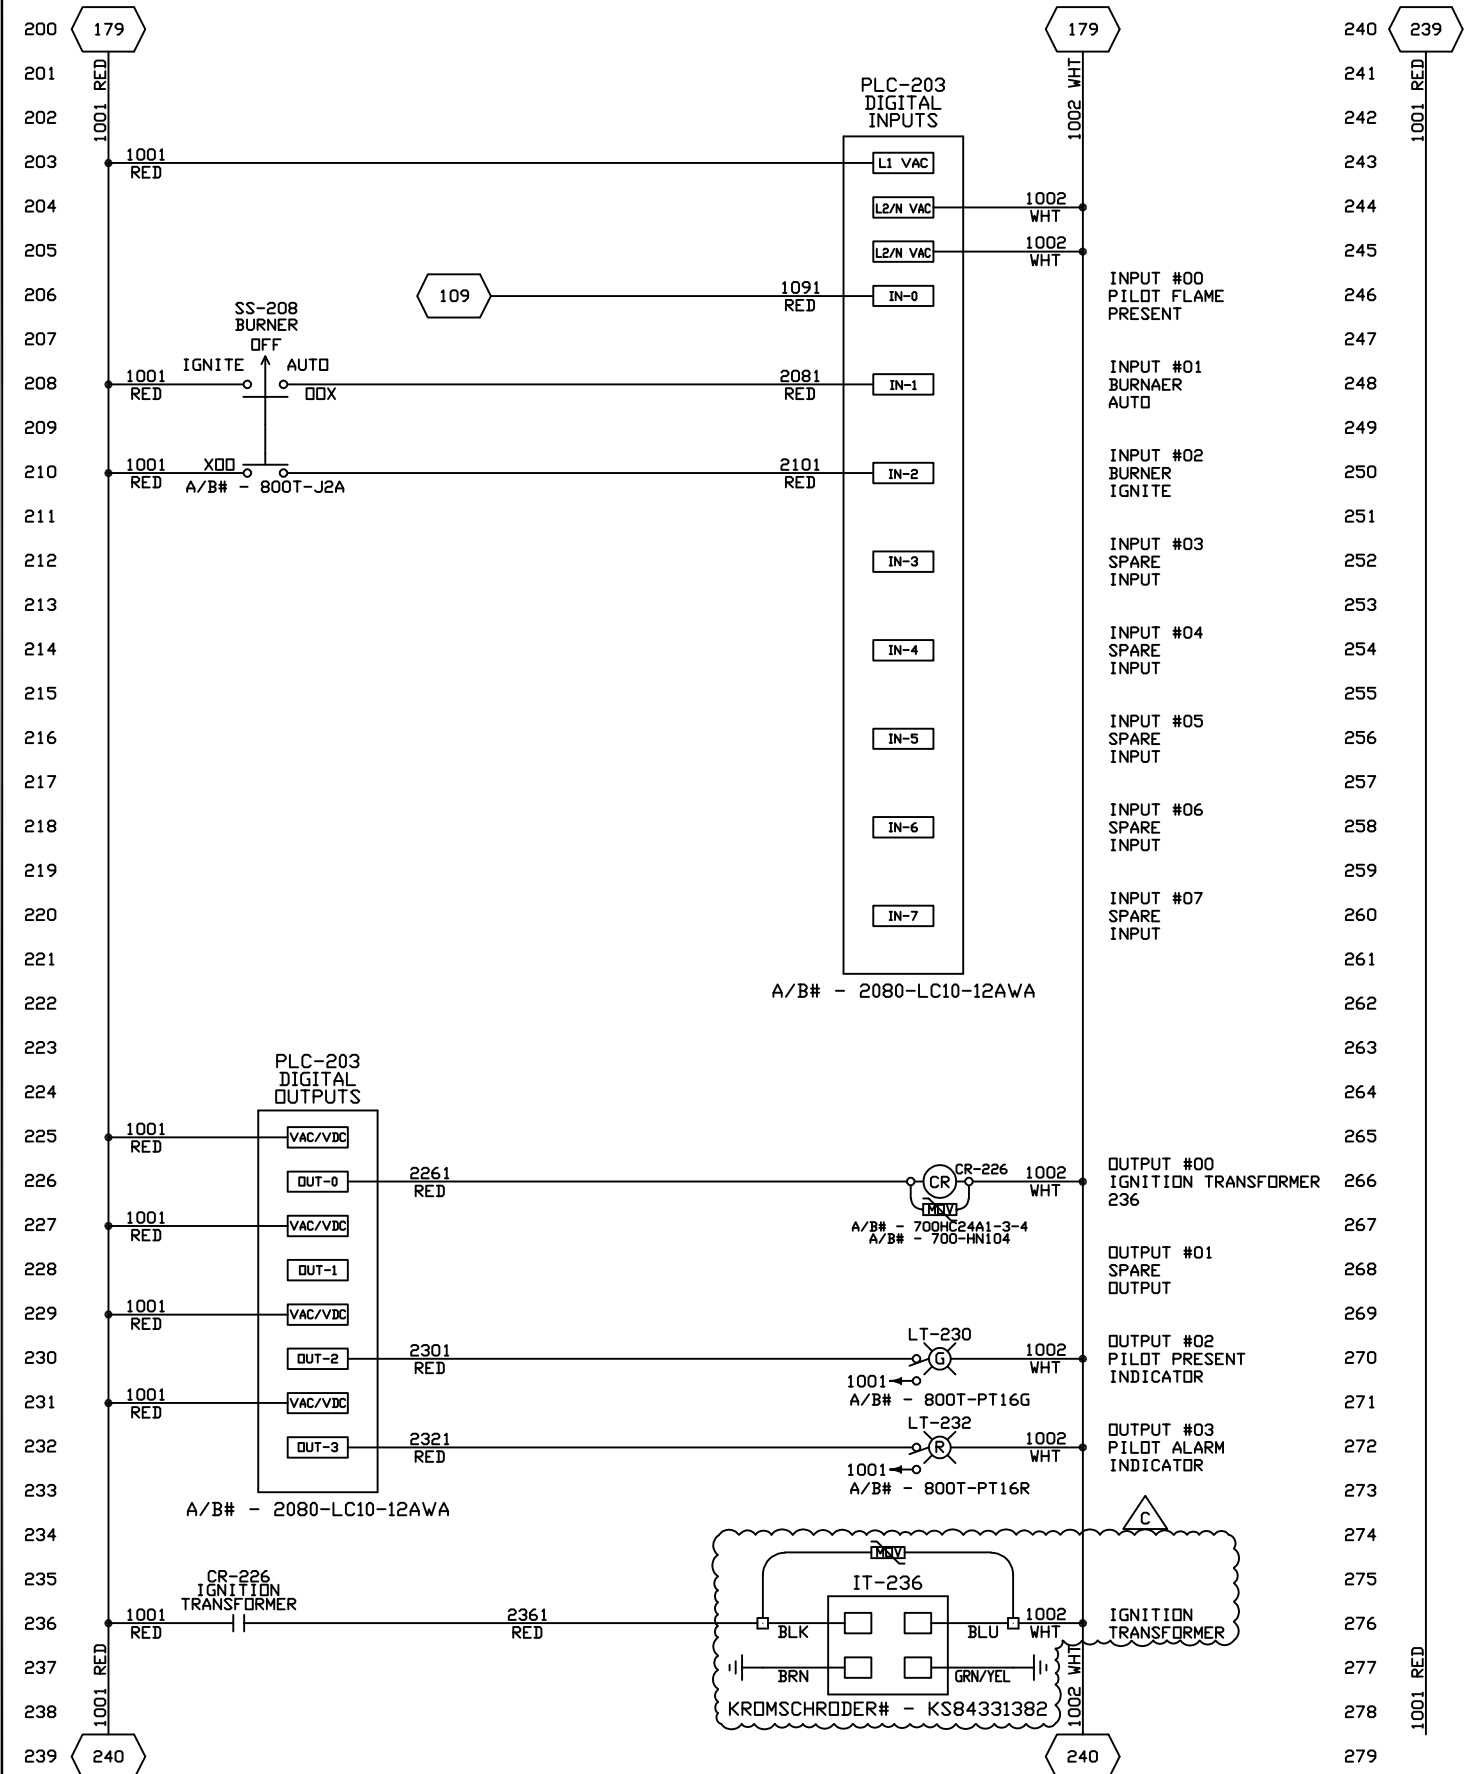 200 179 179 240 239
201 241
1001 RED
1002 WHT
1001 RED
202 242
PLC-203
DIGITAL
INPUTS
203 1001 L1 VAC 243
RED
204 L2/N VAC 1002 244
WHT
205 L2/N VAC 1002 245
WHT
INPUT #00
206 109 1091 IN-0 PILOT FLAME 246
RED PRESENT
SS-208
BURNER
207 OFF 247
IGNITE AUTO
INPUT #01
208 1001 2081 IN-1 BURNAER 248
RED OOX RED AUTO
209 249
INPUT #02
210 1001 XOO 2101 IN-2 BURNER 250
RED A/B# - 800T-J2A RED IGNITE
211 251
INPUT #03
212 IN-3 SPARE 252
INPUT
213 253
INPUT #04
214 IN-4 SPARE 254
INPUT
215 255
INPUT #05
216 IN-5 SPARE 256
INPUT
217 257
INPUT #06
218 IN-6 SPARE 258
INPUT
219 259
INPUT #07
220 IN-7 SPARE 260
INPUT
221 261
A/B# - 2080-LC10-12AWA
222 262
223 263
PLC-203
DIGITAL
OUTPUTS
224 264
225 1001 VAC/VDC 265
RED
OUTPUT #00
226 OUT-0 2261 CR CR-226 1002 IGNITION TRANSFORMER 266
RED WHT 236
MOV
227 1001 VAC/VDC 267
RED
A/B# - 700HC24A1-3-4
A/B# - 700-HN104
OUTPUT #01
228 OUT-1 SPARE 268
OUTPUT
229 1001 VAC/VDC 269
RED
LT-230
OUTPUT #02
230 OUT-2 2301 G 1002 PILOT PRESENT 270
RED WHT INDICATOR
1001
A/B# - 800T-PT16G
231 1001 VAC/VDC 271
RED
LT-232
OUTPUT #03
232 OUT-3 2321 R 1002 PILOT ALARM 272
RED WHT INDICATOR
1001
A/B# - 800T-PT16R
233 273
A/B# - 2080-LC10-12AWA
C
234 274
MOV
235 275
CR-226
IGNITION
TRANSFORMER
IT-236
236 1001 2361 1002 IGNITION 276
RED RED BLK BLU WHT TRANSFORMER
237 BRN GRN/YEL 277
1001 RED
1002 WHT
1001 RED
238 KROMSCHRODER# - KS84331382 278
239 240 240 279